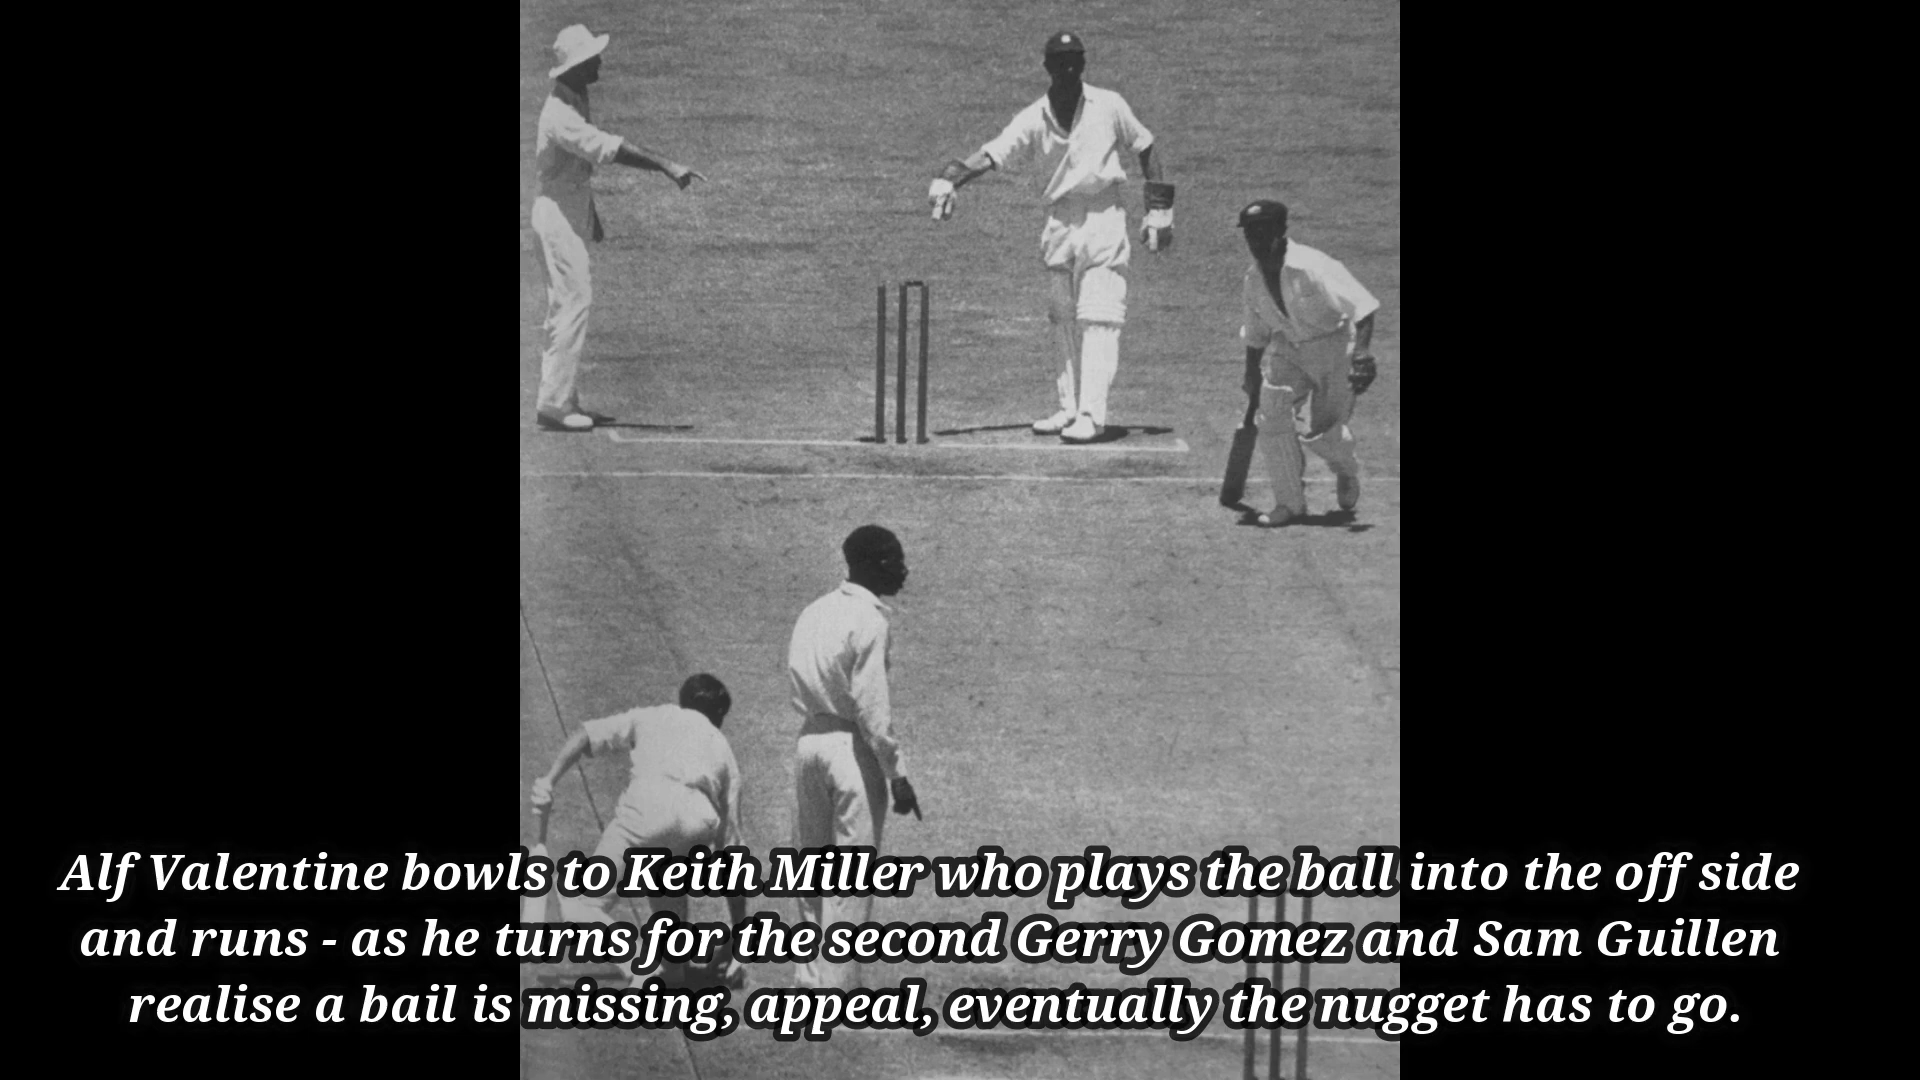 Alf Valentine bowls to Keith Miller who plays the ball into the off side
and runs - as he turns for the second Gerry Gomez and Sam Guillen
realise a bail is missing, appeal, eventually the nugget has to go.